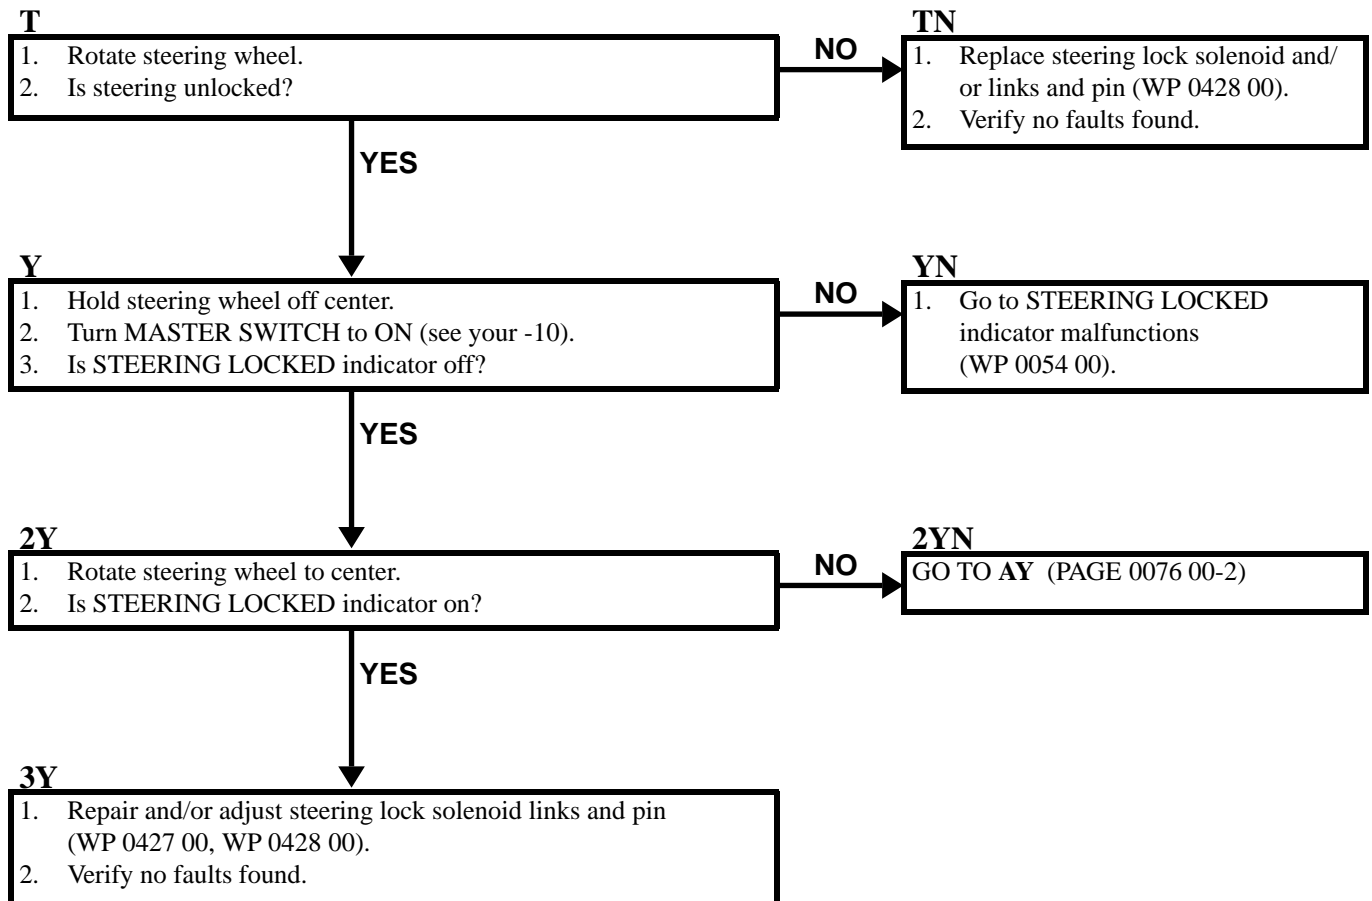 T
1. Rotate steering wheel.
2. Is steering unlocked?
NO
TN
1. Replace steering lock solenoid and/
or links and pin (WP 0428 00).
2. Verify no faults found.
YES
Y
1. Hold steering wheel off center.
2. Turn MASTER SWITCH to ON (see your -10).
3. Is STEERING LOCKED indicator off?
NO
YN
1. Go to STEERING LOCKED
indicator malfunctions
(WP 0054 00).
YES
2Y
1. Rotate steering wheel to center.
2. Is STEERING LOCKED indicator on?
NO
2YN
GO TO AY (PAGE 0076 00-2)
YES
3Y
1. Repair and/or adjust steering lock solenoid links and pin
(WP 0427 00, WP 0428 00).
2. Verify no faults found.